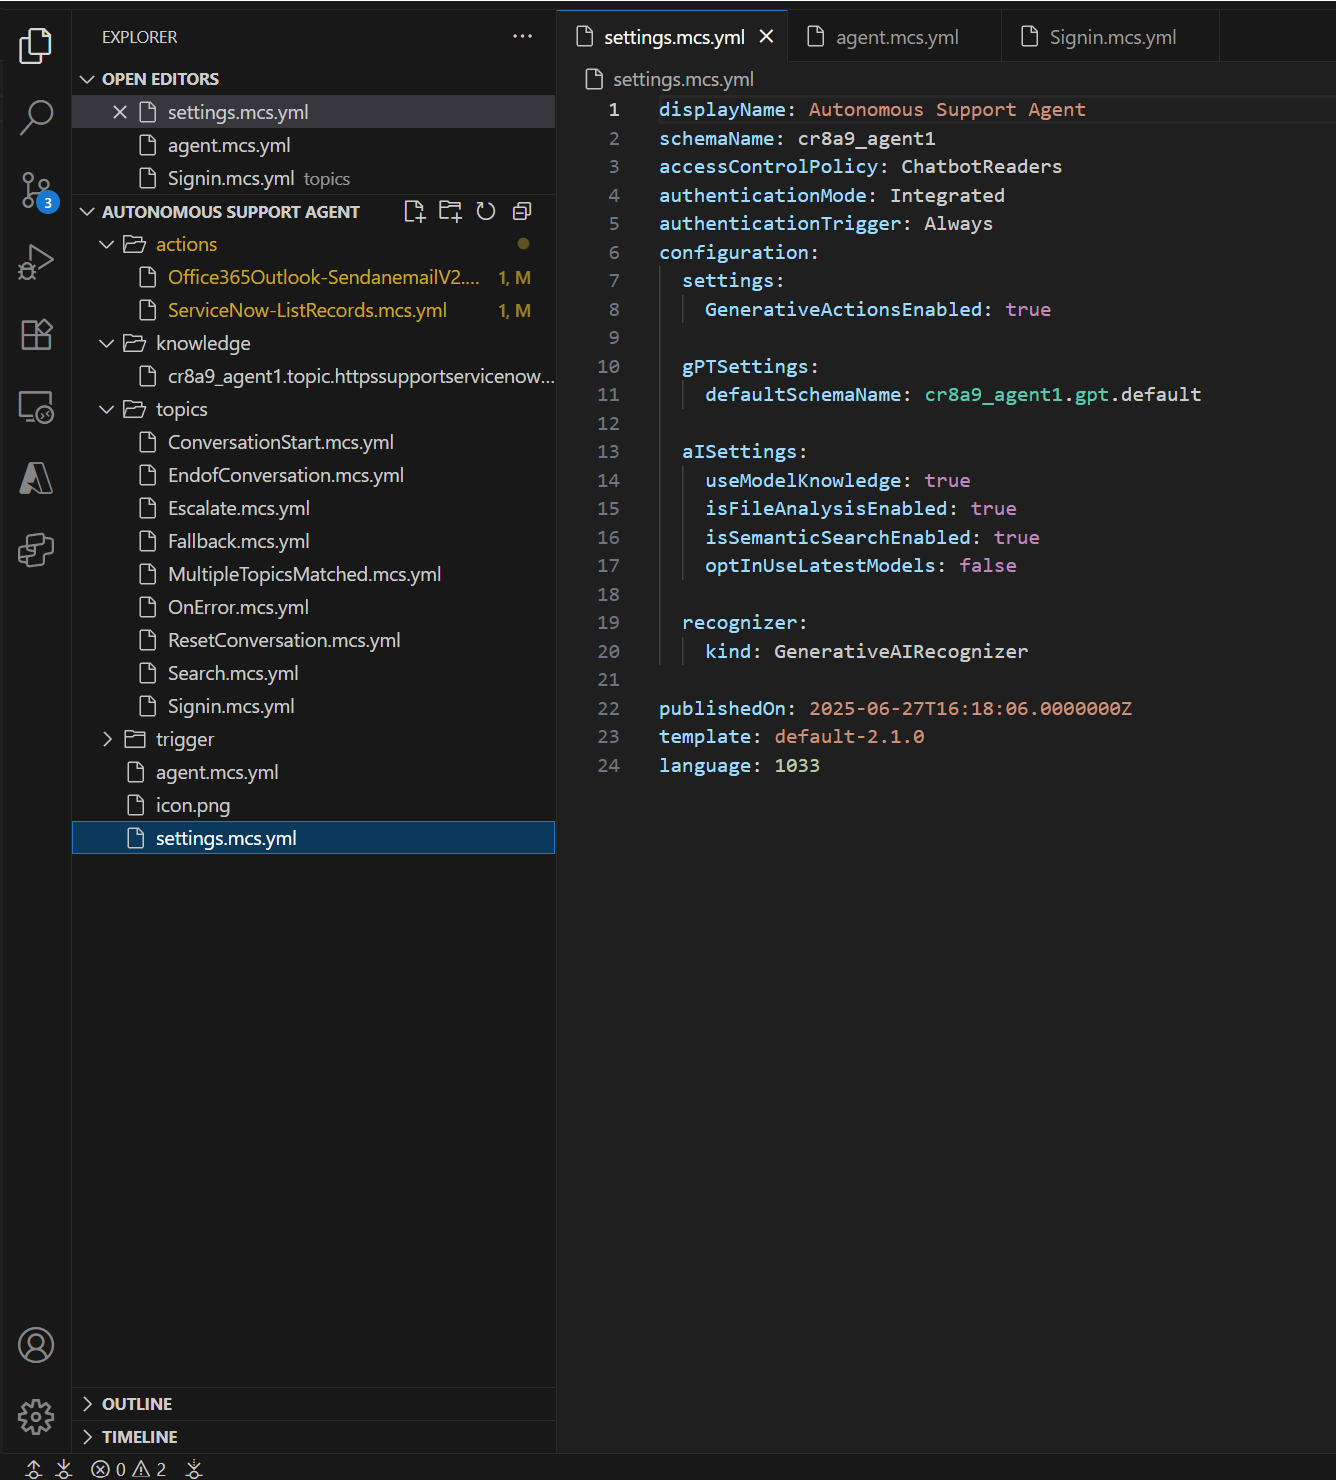 EXPLORER
OPEN EDITORS
settings.mcs.yml
agent.mcs.yml
Signin.mcs.yml topics
3
AUTONOMOUS SUPPORT AGENT
actions
Office365Outlook-SendanemailV2.... 1, M
ServiceNow-ListRecords.mcs.yml 1, M
knowledge
cr8a9_agent1.topic.httpssupportservicenow...
topics
ConversationStart.mcs.yml
EndofConversation.mcs.yml
Escalate.mcs.yml
Fallback.mcs.yml
MultipleTopicsMatched.mcs.yml
OnError.mcs.yml
ResetConversation.mcs.yml
Search.mcs.yml
Signin.mcs.yml
trigger
agent.mcs.yml
icon.png
settings.mcs.yml
OUTLINE
TIMELINE
0 2
settings.mcs.yml agent.mcs.yml Signin.mcs.yml
settings.mcs.yml
1 displayName: Autonomous Support Agent
2 schemaName: cr8a9_agent1
3 accessControlPolicy: ChatbotReaders
4 authenticationMode: Integrated
5 authenticationTrigger: Always
6 configuration:
7 settings:
8 GenerativeActionsEnabled: true
9
10 gPTSettings:
11 defaultSchemaName: cr8a9_agent1.gpt.default
12
13 aISettings:
14 useModelKnowledge: true
15 isFileAnalysisEnabled: true
16 isSemanticSearchEnabled: true
17 optInUseLatestModels: false
18
19 recognizer:
20 kind: GenerativeAIRecognizer
21
22 publishedOn: 2025-06-27T16:18:06.0000000Z
23 template: default-2.1.0
24 language: 1033